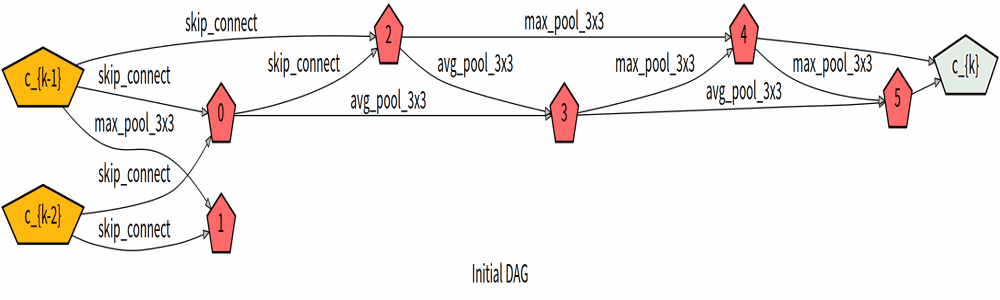 skip_connect
max_pool_3x3
2
4
c_{k-1}
skip_connect
skip_connect
avg_pool_3x3
max_pool_3x3
max_pool_3x3
c_{k}
0
avg_pool_3x3
3
avg_pool_3x3
5
max_pool_3x3
skip_connect
c_{k-2}
skip_connect
1
Initial DAG